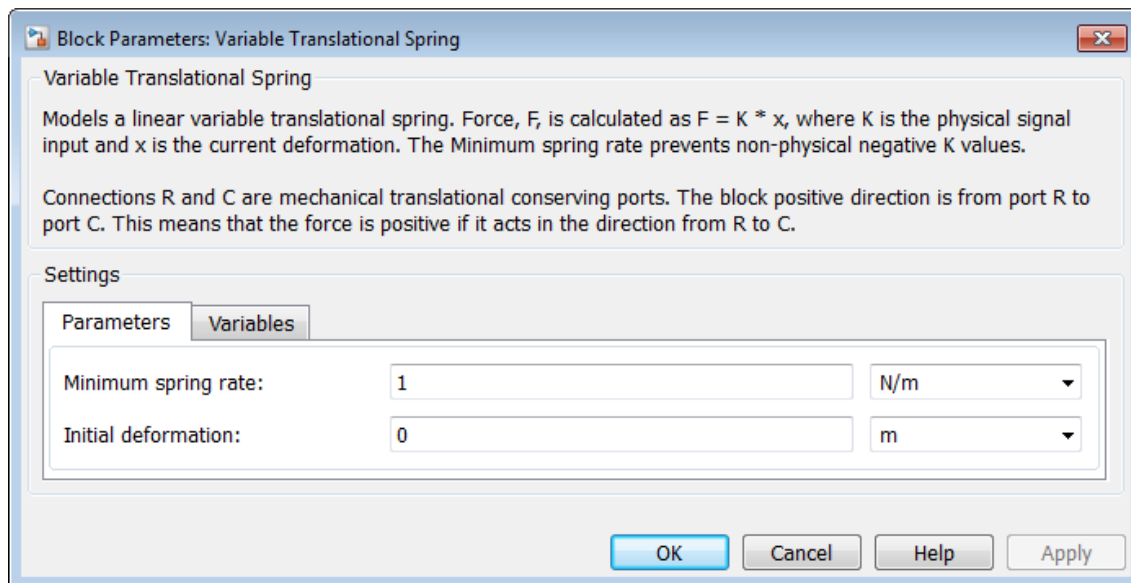 Block Parameters: Variable Translational Spring
Variable Translational Spring
Models a linear variable translational spring. Force, F, is calculated as F = K * x, where K is the physical signal
input and x is the current deformation. The Minimum spring rate prevents non-physical negative K values.
Connections R and C are mechanical translational conserving ports. The block positive direction is from port R to
port C. This means that the force is positive if it acts in the direction from R to C.
Settings
Parameters Variables
Minimum spring rate: 1 N/m
Initial deformation: 0 m
OK Cancel Help Apply